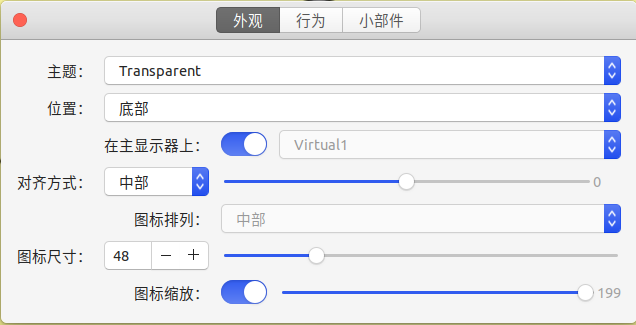 外观 行为 小部件
主题： Transparent
位置： 底部
在主显示器上： Virtual1
对齐方式： 中部 0
图标排列： 中部
图标尺寸： 48 − +
图标缩放： 199